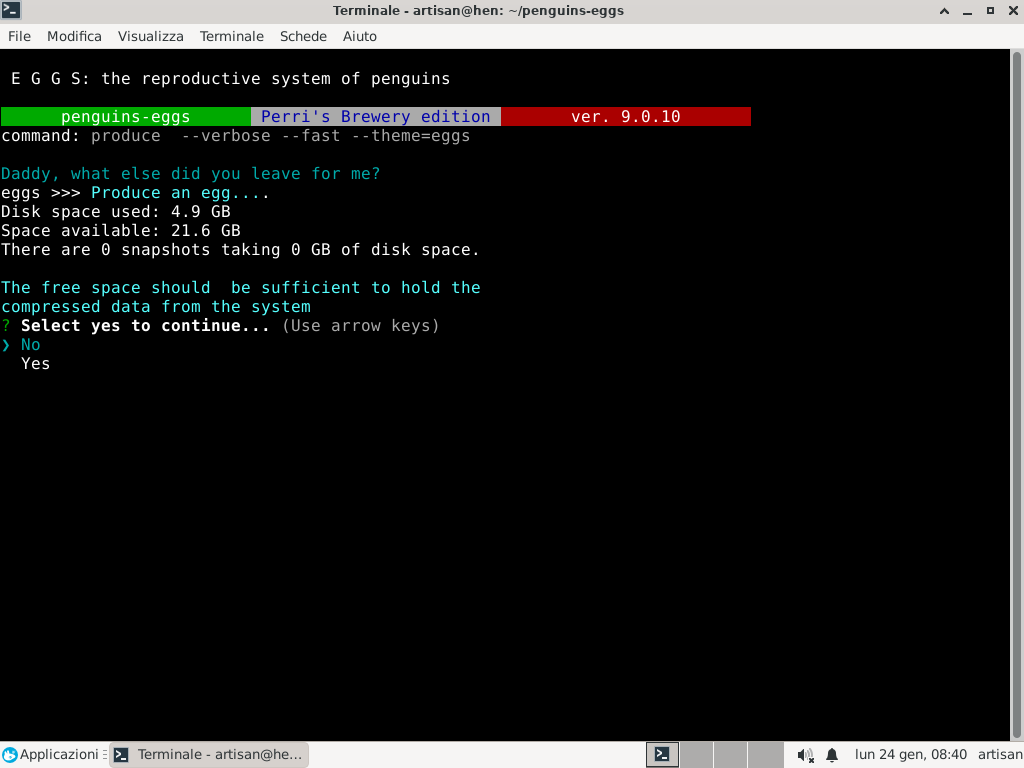 Terminale - artisan@hen: ~/penguins-eggs
File Modifica Visualizza Terminale Schede Aiuto
E G G S: the reproductive system of penguins
penguins-eggs Perri's Brewery edition ver. 9.0.10
command: produce  --verbose --fast --theme=eggs
Daddy, what else did you leave for me?
eggs >>> Produce an egg....
Disk space used: 4.9 GB
Space available: 21.6 GB
There are 0 snapshots taking 0 GB of disk space.
The free space should  be sufficient to hold the
compressed data from the system
? Select yes to continue... (Use arrow keys)
❯ No
Yes
Applicazioni Terminale - artisan@he... lun 24 gen, 08:40 artisan